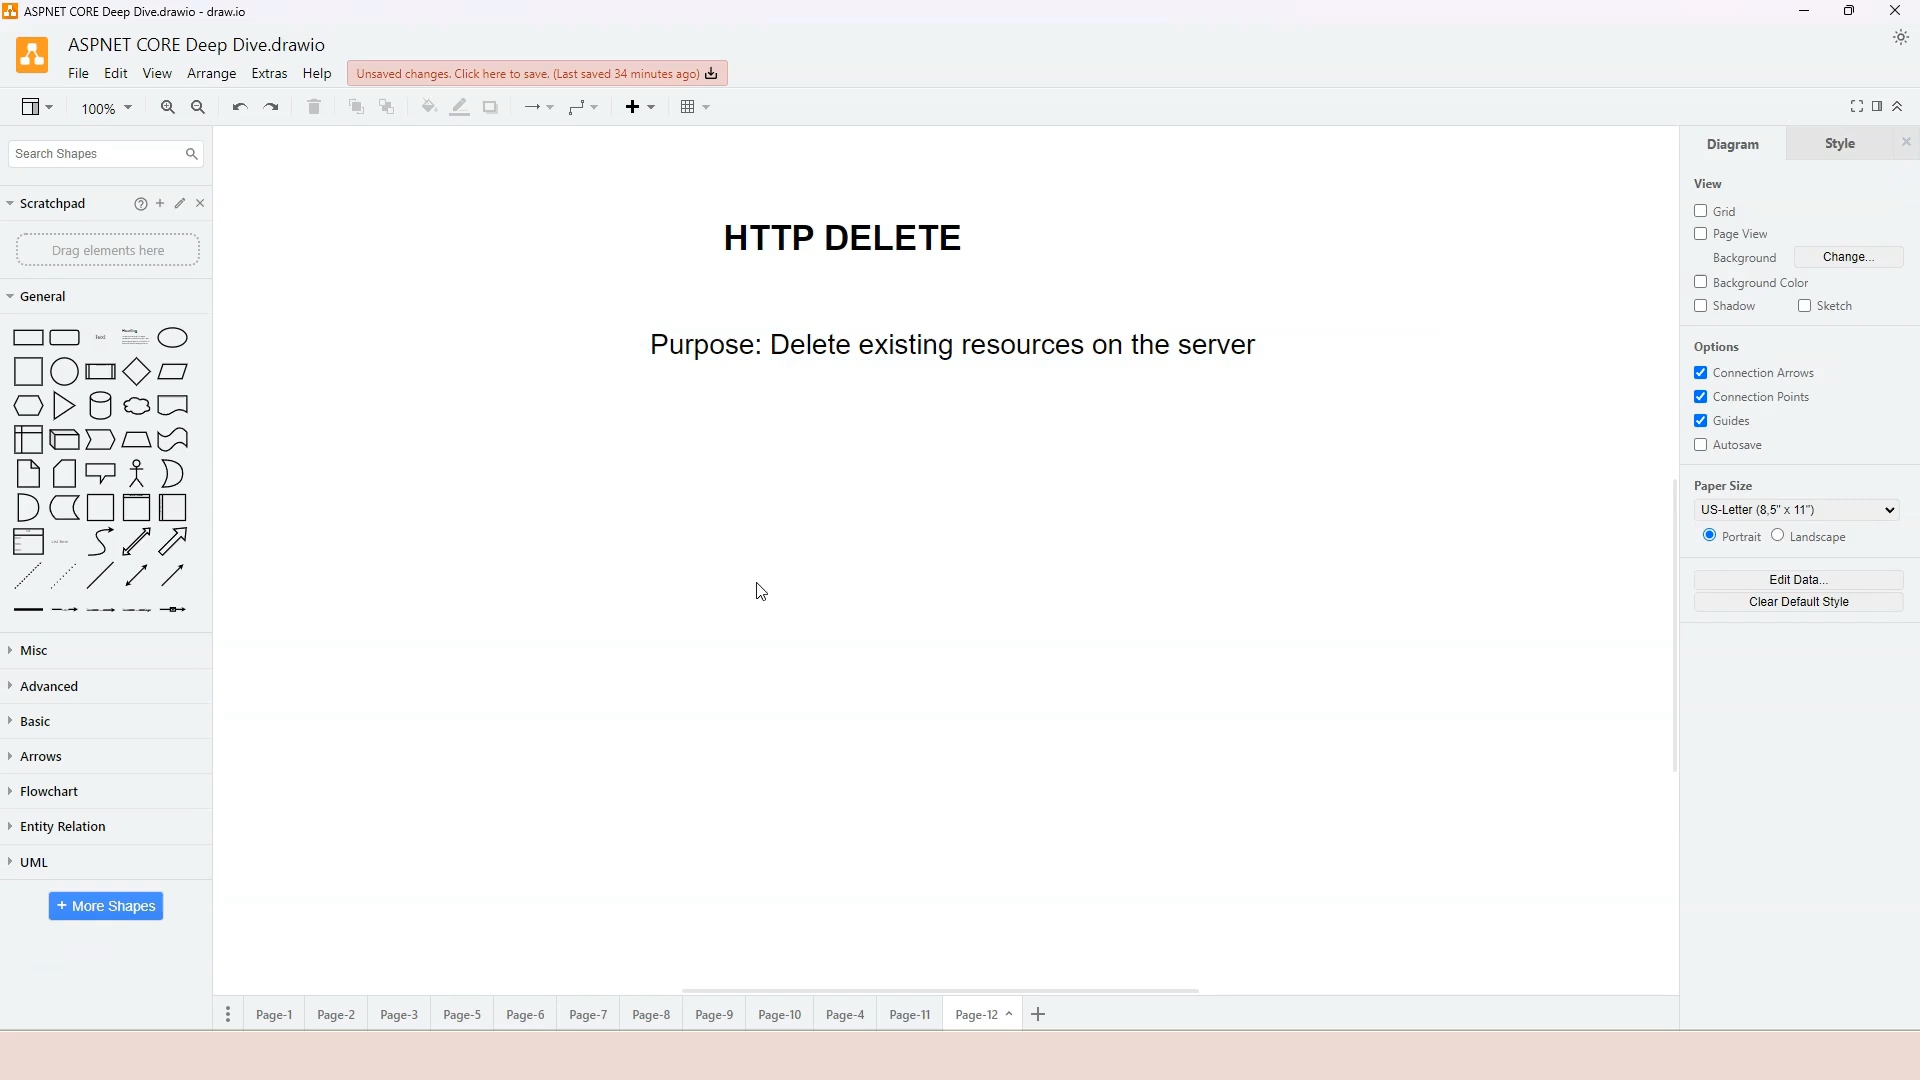 ASPNET CORE Deep Dive.drawio - draw.io
ASPNET CORE Deep Dive.drawio
File Edit View Arrange Extras Help
Unsaved changes. Click here to save. (Last saved 34 minutes ago)
100%
Search Shapes
Scratchpad
Drag elements here
General
Text
Heading
Misc
Advanced
Basic
Arrows
Flowchart
Entity Relation
UML
+ More Shapes
HTTP DELETE
Purpose: Delete existing resources on the server
Page-1 Page-2 Page-3 Page-5 Page-6 Page-7 Page-8 Page-9 Page-10 Page-4 Page-11 Page-12
Diagram Style
View
Grid
Page View
Background Change...
Background Color
Shadow Sketch
Options
Connection Arrows
Connection Points
Guides
Autosave
Paper Size
US-Letter (8,5" x 11")
Portrait Landscape
Edit Data...
Clear Default Style